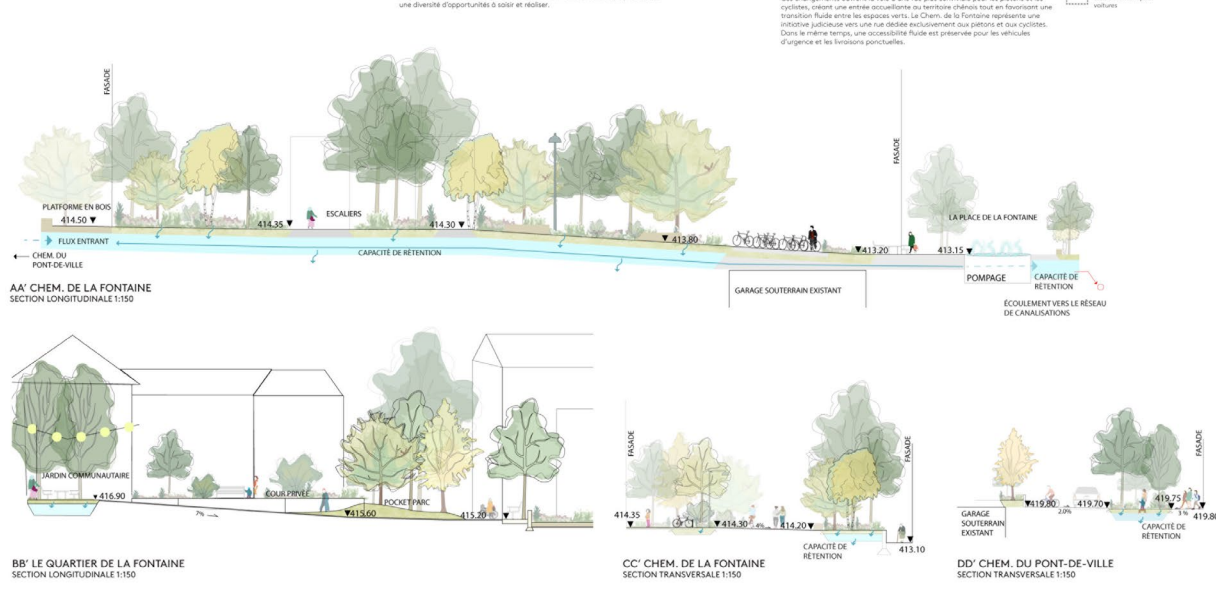 une diversité d'opportunités à saisir et réaliser.
cyclistes, créant une entrée accueillante au territoire chênois tout en favorisant une
transition fluide entre les espaces verts. Le Chem. de la Fontaine représente une
initiative judicieuse vers une rue dédiée exclusivement aux piétons et aux cyclistes.
Dans le même temps, une accessibilité fluide est préservée pour les véhicules
d'urgence et les livraisons ponctuelles.
voitures
FASADE
FASADE
PLATFORME EN BOIS
414.50
414.35
ESCALIERS
414.30
413.80
413.20
413.15
LA PLACE DE LA FONTAINE
FLUX ENTRANT
CAPACITÉ DE RÉTENTION
CHEM. DU
PONT-DE-VILLE
GARAGE SOUTERRAIN EXISTANT
POMPAGE
CAPACITÉ DE
RÉTENTION
ÉCOULEMENT VERS LE RÉSEAU
DE CANALISATIONS
AA' CHEM. DE LA FONTAINE
SECTION LONGITUDINALE 1:150
JARDIN COMMUNAUTAIRE
416.90
7%
COUR PRIVÉE
POCKET PARC
415.60
415.20
BB' LE QUARTIER DE LA FONTAINE
SECTION LONGITUDINALE 1:150
FASADE
FASADE
414.35
414.30
4%
414.20
CAPACITÉ DE
RÉTENTION
413.10
CC' CHEM. DE LA FONTAINE
SECTION TRANSVERSALE 1:150
FASADE
GARAGE
SOUTERRAIN
EXISTANT
419.80
2.0%
419.70
419.75
3 %
419.80
CAPACITÉ DE
RÉTENTION
DD' CHEM. DU PONT-DE-VILLE
SECTION TRANSVERSALE 1:150